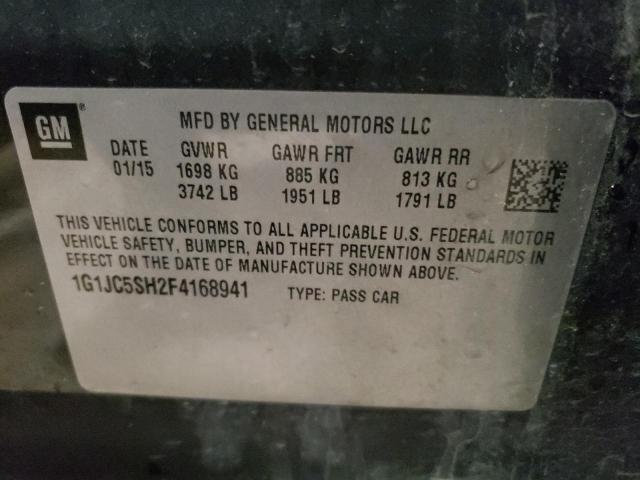 GM ®
MFD BY GENERAL MOTORS LLC
DATE GVWR GAWR FRT GAWR RR
01/15 1698 KG 885 KG 813 KG
3742 LB 1951 LB 1791 LB
THIS VEHICLE CONFORMS TO ALL APPLICABLE U.S. FEDERAL MOTOR
VEHICLE SAFETY, BUMPER, AND THEFT PREVENTION STANDARDS IN
EFFECT ON THE DATE OF MANUFACTURE SHOWN ABOVE.
1G1JC5SH2F4168941 TYPE: PASS CAR